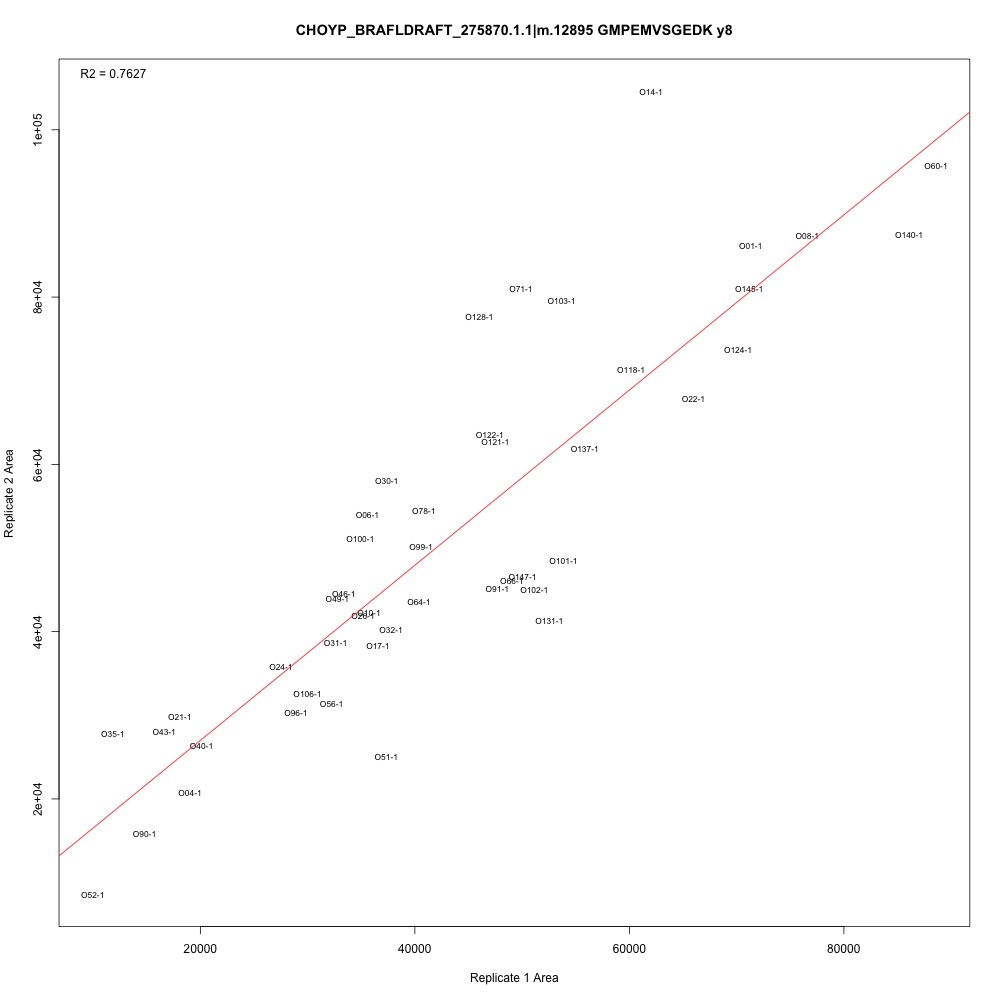 CHOYP_BRAFLDRAFT_275870.1.1|m.12895 GMPEMVSGEDK y8
R2 = 0.7627
O14-1
1e+05
O60-1
O08-1
O140-1
O01-1
8e+04
O71-1
O145-1
O103-1
O128-1
O124-1
O118-1
O22-1
O122-1
O121-1
O137-1
6e+04
O30-1
O78-1
O06-1
O100-1
O99-1
O101-1
O147-1
O66-1
O91-1
O102-1
O46-1
O49-1
O64-1
O10-1
O26-1
O131-1
4e+04
O32-1
O31-1
O17-1
O24-1
O106-1
O56-1
O96-1
O21-1
O43-1
O35-1
O40-1
O51-1
O04-1
2e+04
O90-1
O52-1
Replicate 2 Area
20000 40000 60000 80000
Replicate 1 Area